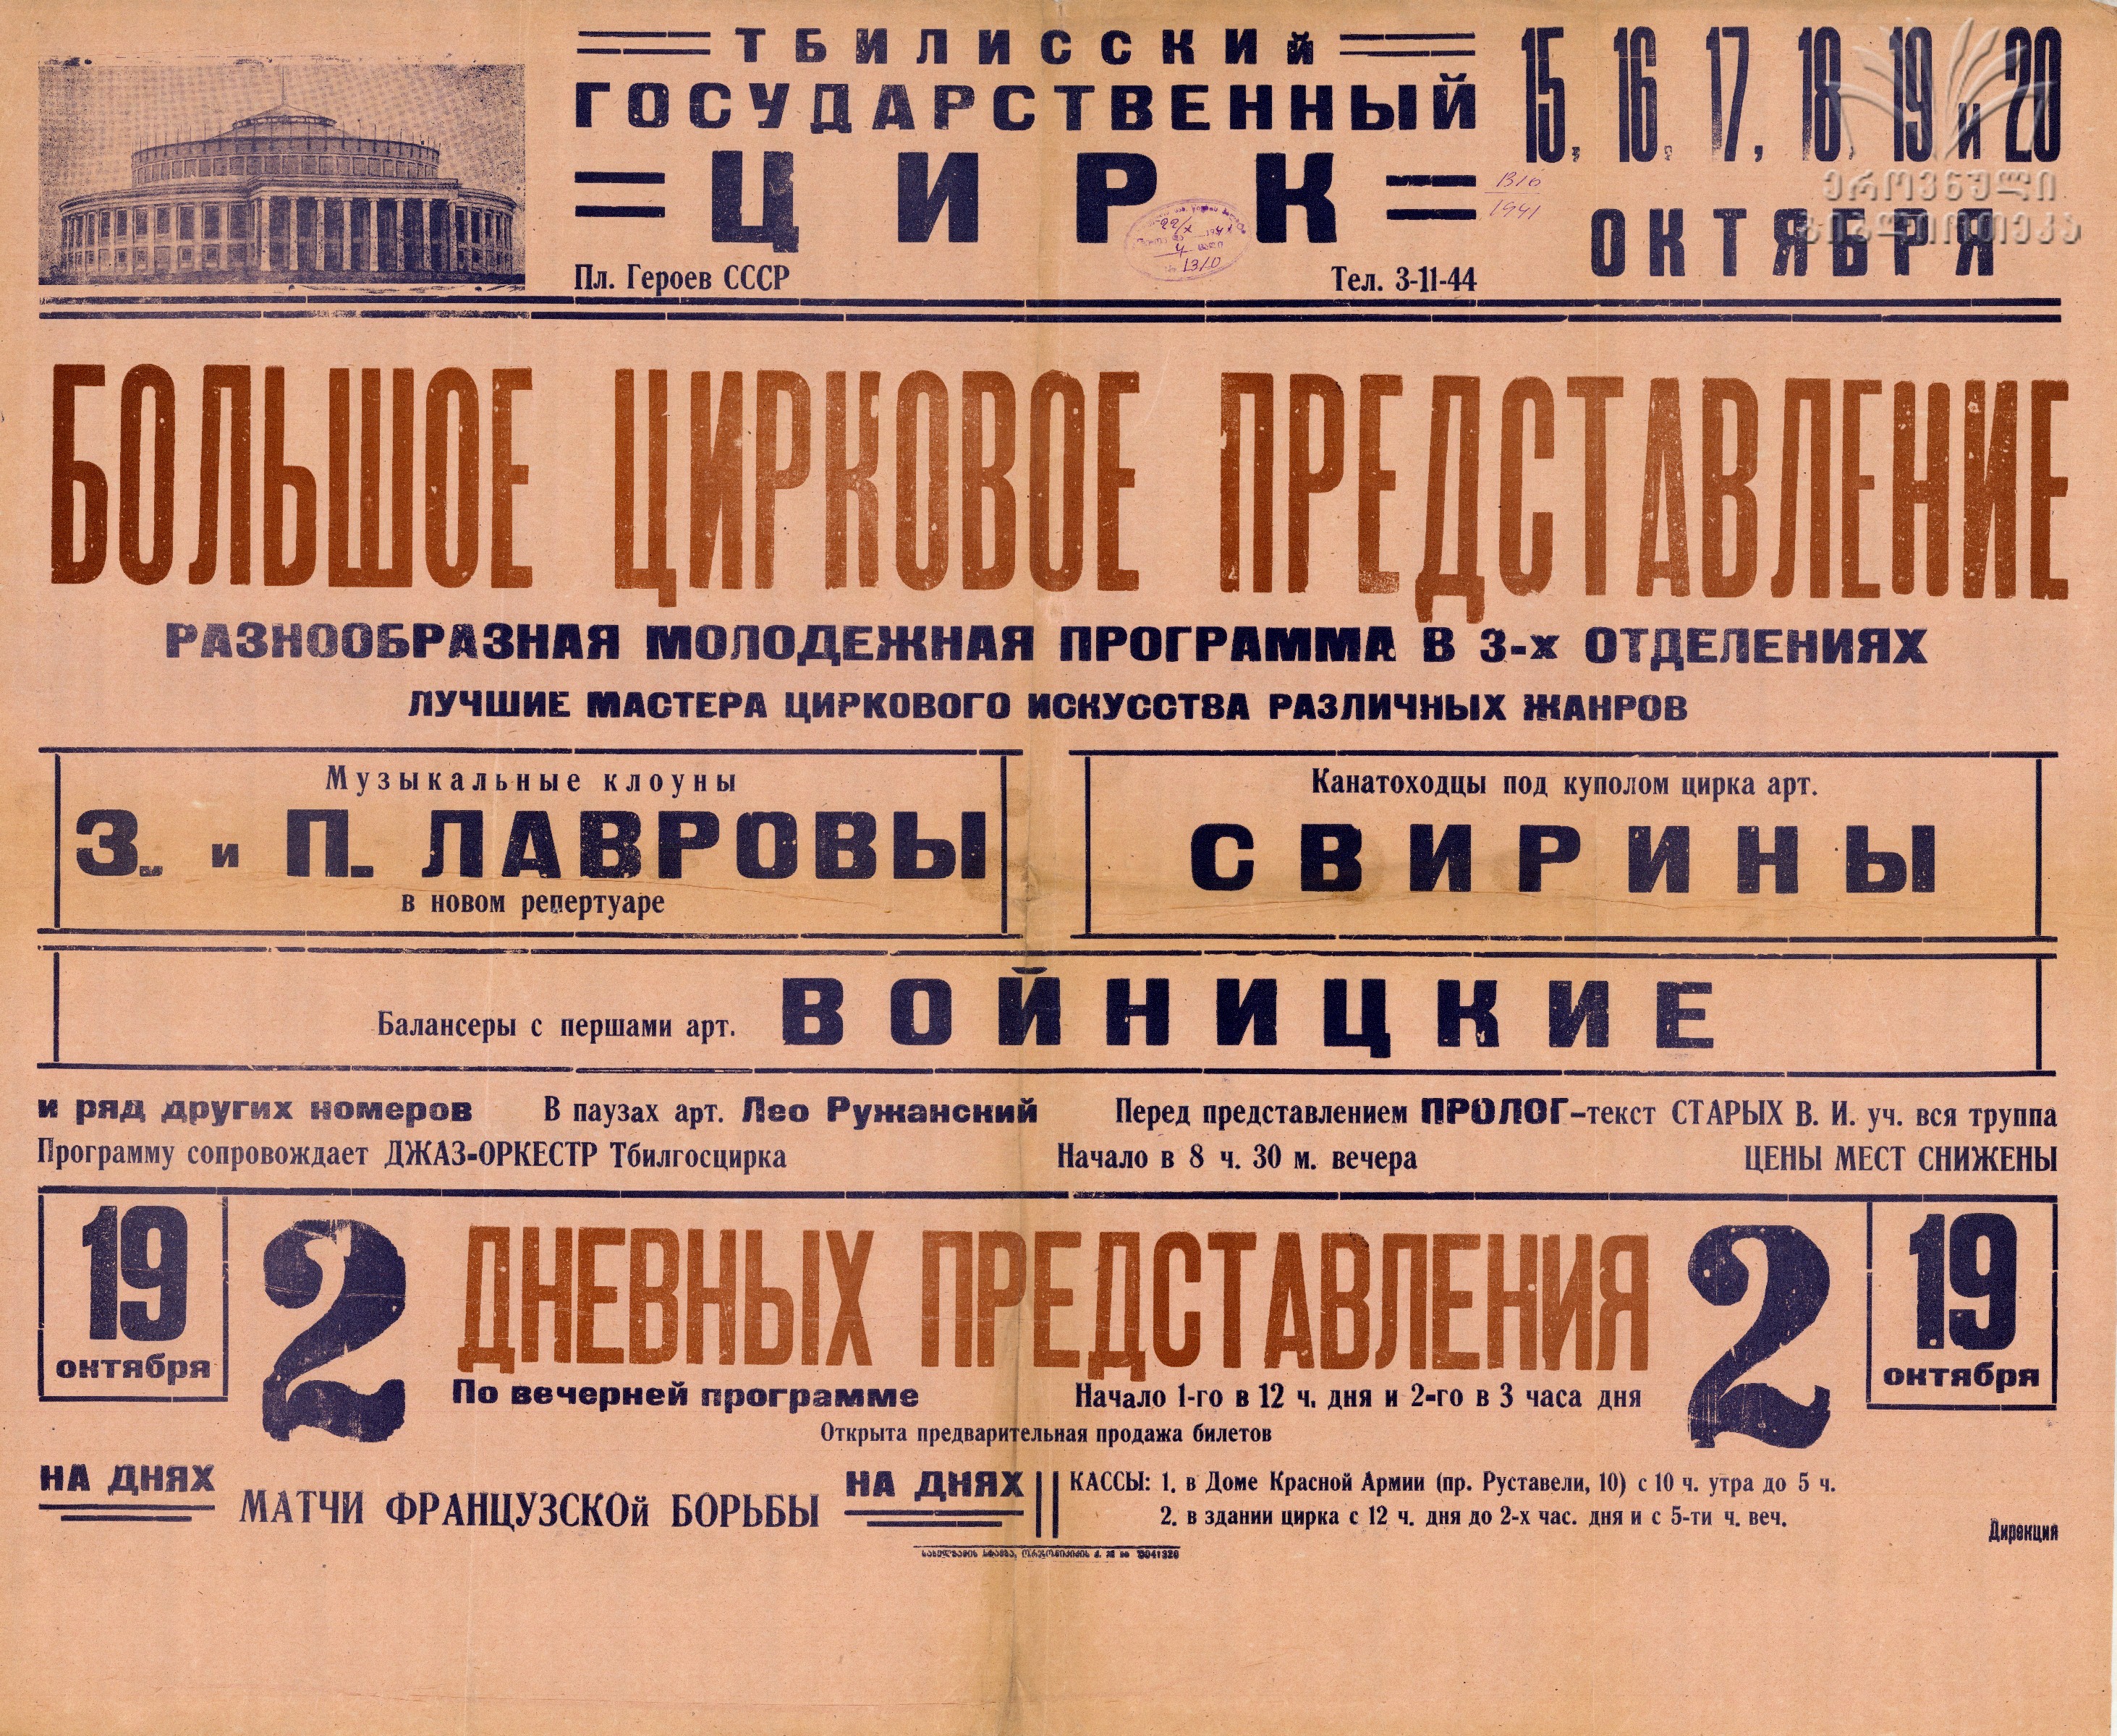 ТБИЛИССКИЙ
ГОСУДАРСТВЕННЫЙ
ЦИРК
Пл. Героев СССР Тел. 3-11-44
15, 16, 17, 18, 19 и 20
ОКТЯБРЯ
В16
1941
1310
ეროვნული
ბიბლიოთეკა
БОЛЬШОЕ ЦИРКОВОЕ ПРЕДСТАВЛЕНИЕ
РАЗНООБРАЗНАЯ МОЛОДЕЖНАЯ ПРОГРАММА В 3-х ОТДЕЛЕНИЯХ
ЛУЧШИЕ МАСТЕРА ЦИРКОВОГО ИСКУССТВА РАЗЛИЧНЫХ ЖАНРОВ
Музыкальные клоуны
З. и П. ЛАВРОВЫ
в новом репертуаре
Канатоходцы под куполом цирка арт.
СВИРИНЫ
Балансеры с першами арт. ВОЙНИЦКИЕ
и ряд других номеров В паузах арт. Лео Ружанский Перед представлением ПРОЛОГ–текст СТАРЫХ В. И. уч. вся труппа
Программу сопровождает ДЖАЗ-ОРКЕСТР Тбилгосцирка Начало в 8 ч. 30 м. вечера ЦЕНЫ МЕСТ СНИЖЕНЫ
19
октября
2 ДНЕВНЫХ ПРЕДСТАВЛЕНИЯ 2
19
октября
По вечерней программе Начало 1-го в 12 ч. дня и 2-го в 3 часа дня
Открыта предварительная продажа билетов
НА ДНЯХ МАТЧИ ФРАНЦУЗСКОЙ БОРЬБЫ НА ДНЯХ
КАССЫ: 1. в Доме Красной Армии (пр. Руставели, 10) с 10 ч. утра до 5 ч.
2. в здании цирка с 12 ч. дня до 2-х час. дня и с 5-ти ч. веч.
Дирекция